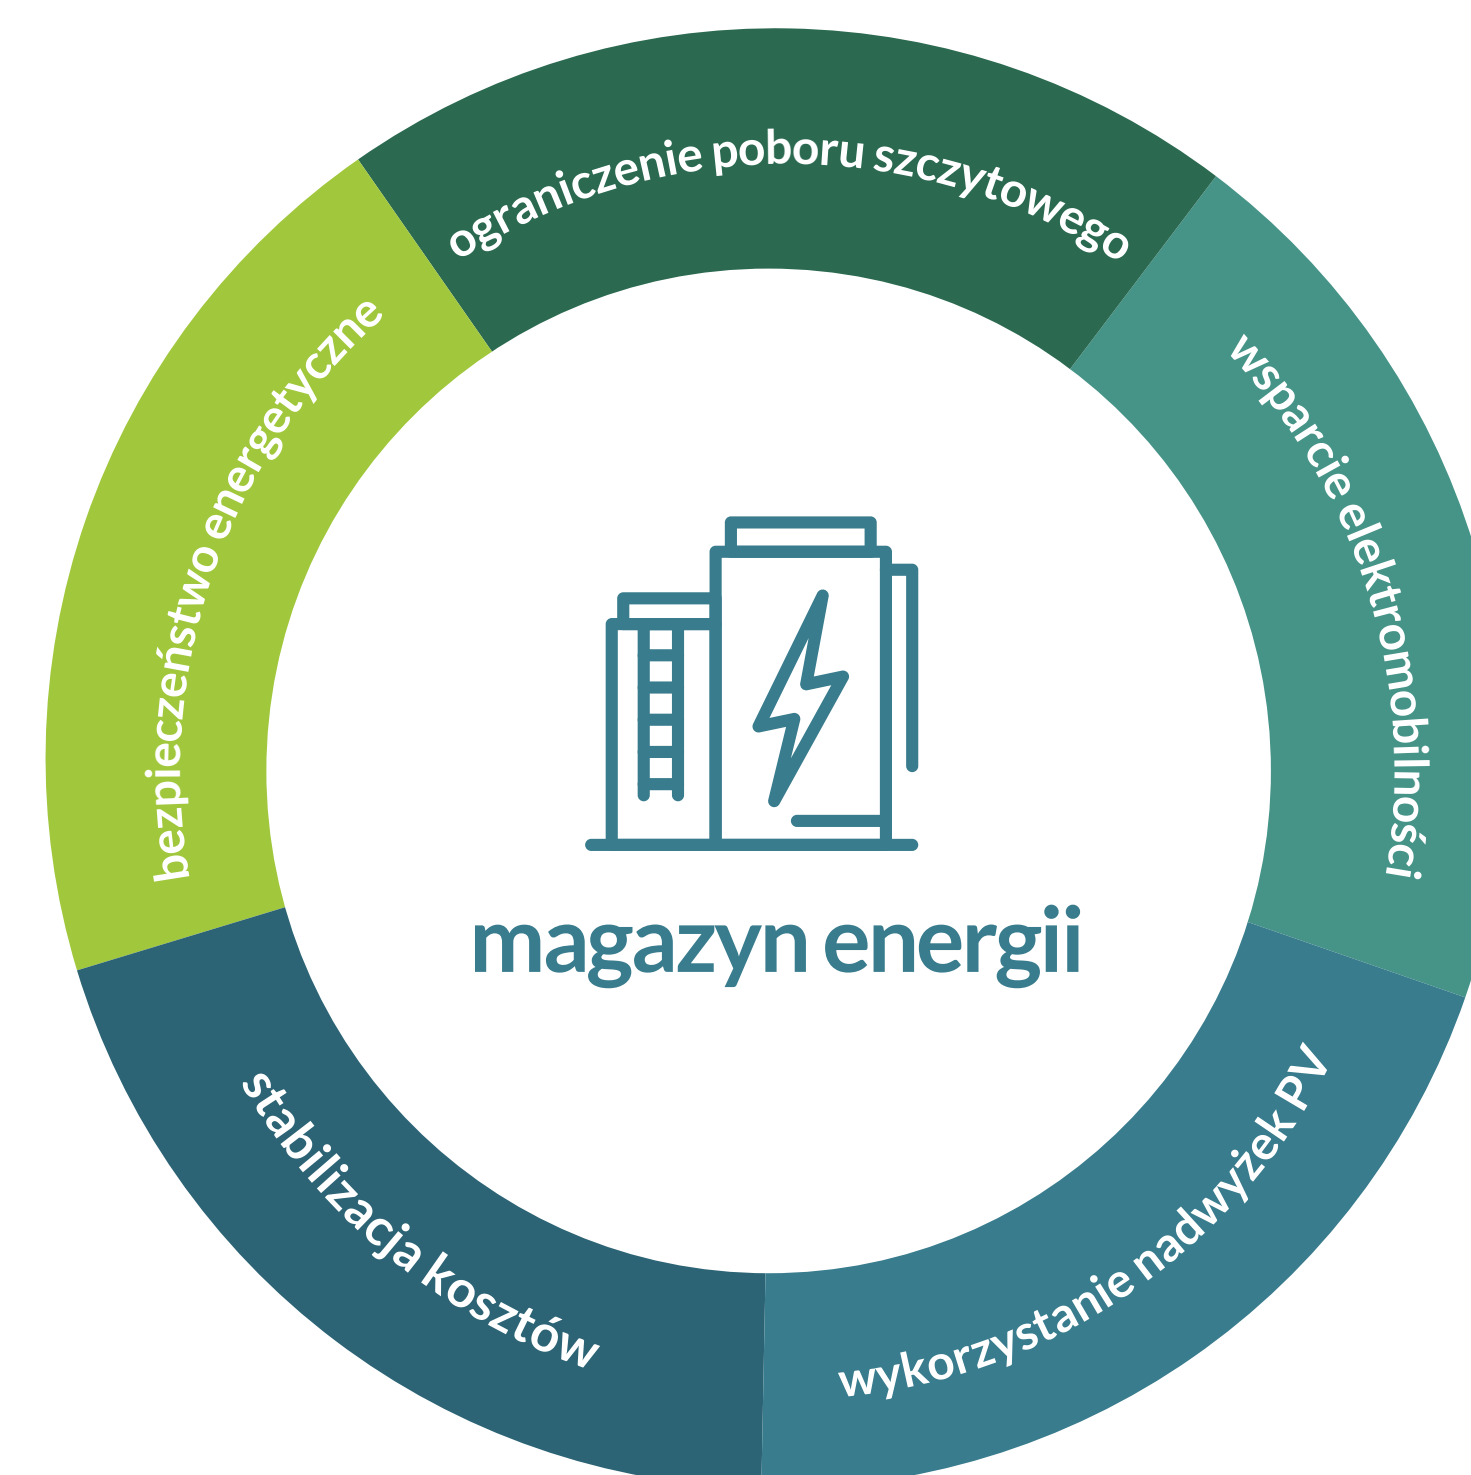 ograniczenie poboru szczytowego
wsparcie elektromobilności
wykorzystanie nadwyżek PV
stabilizacja kosztów
bezpieczeństwo energetyczne
magazyn energii